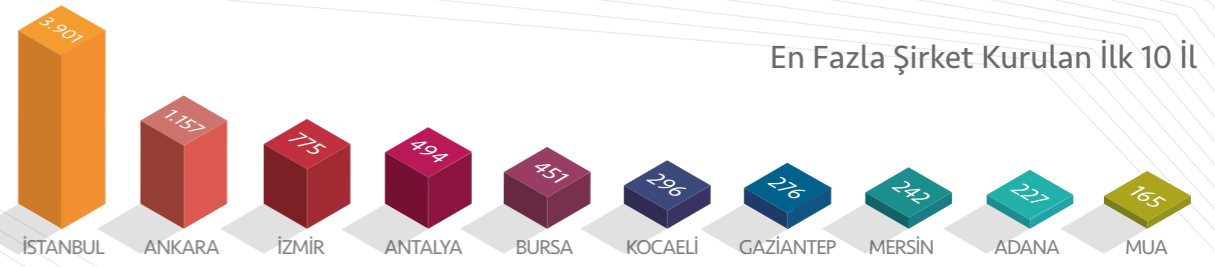 En Fazla Şirket Kurulan İlk 10 İl
3.901
1.157
775
494
451
296
276
242
227
165
İSTANBUL
ANKARA
İZMİR
ANTALYA
BURSA
KOCAELİ
GAZİANTEP
MERSİN
ADANA
MUA